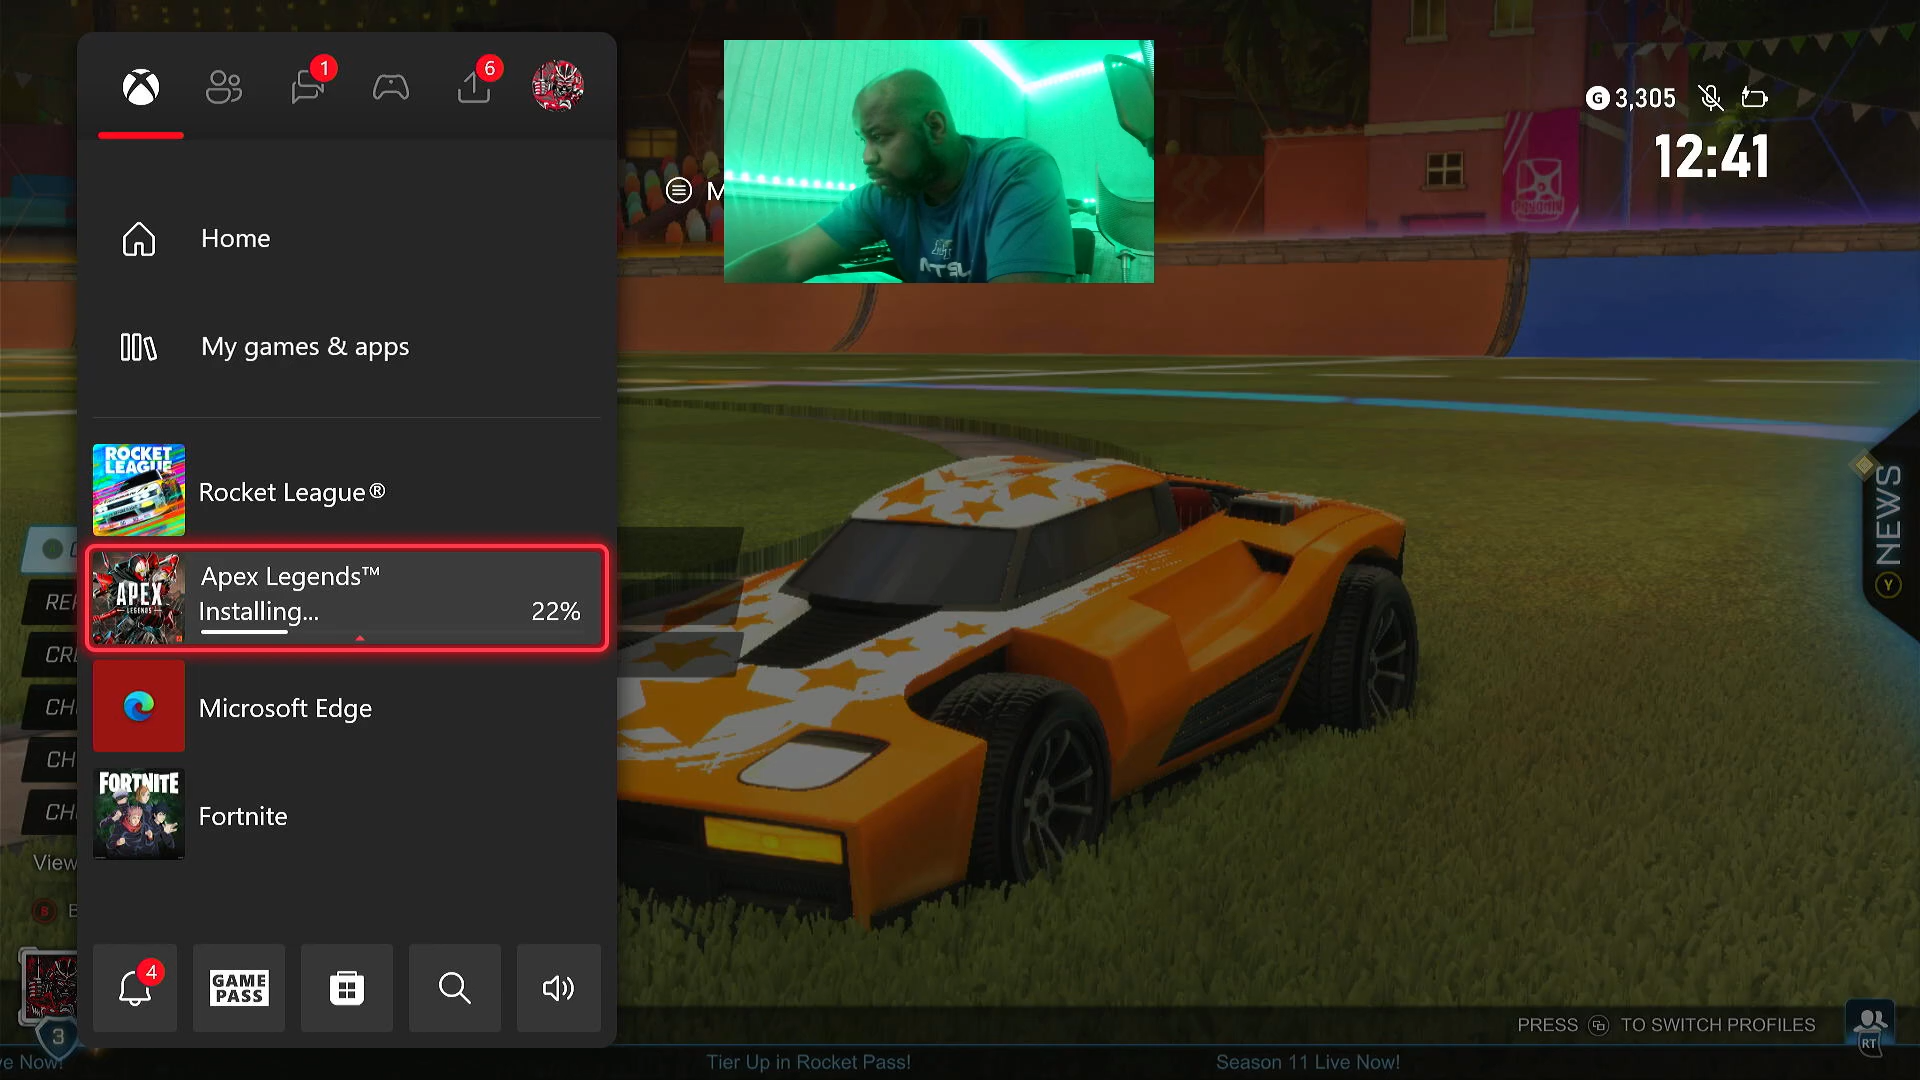 1
6
G 3,305
12:41
Home
My games & apps
ROCKET
LEAGUE
Rocket League®
APEX
LEGENDS
Apex Legends™
Installing...
22%
Microsoft Edge
FORTNITE
Fortnite
View
B
4
GAME
PASS
3
NEWS
Y
PRESS TO SWITCH PROFILES
RT
Tier Up in Rocket Pass!
Season 11 Live Now!